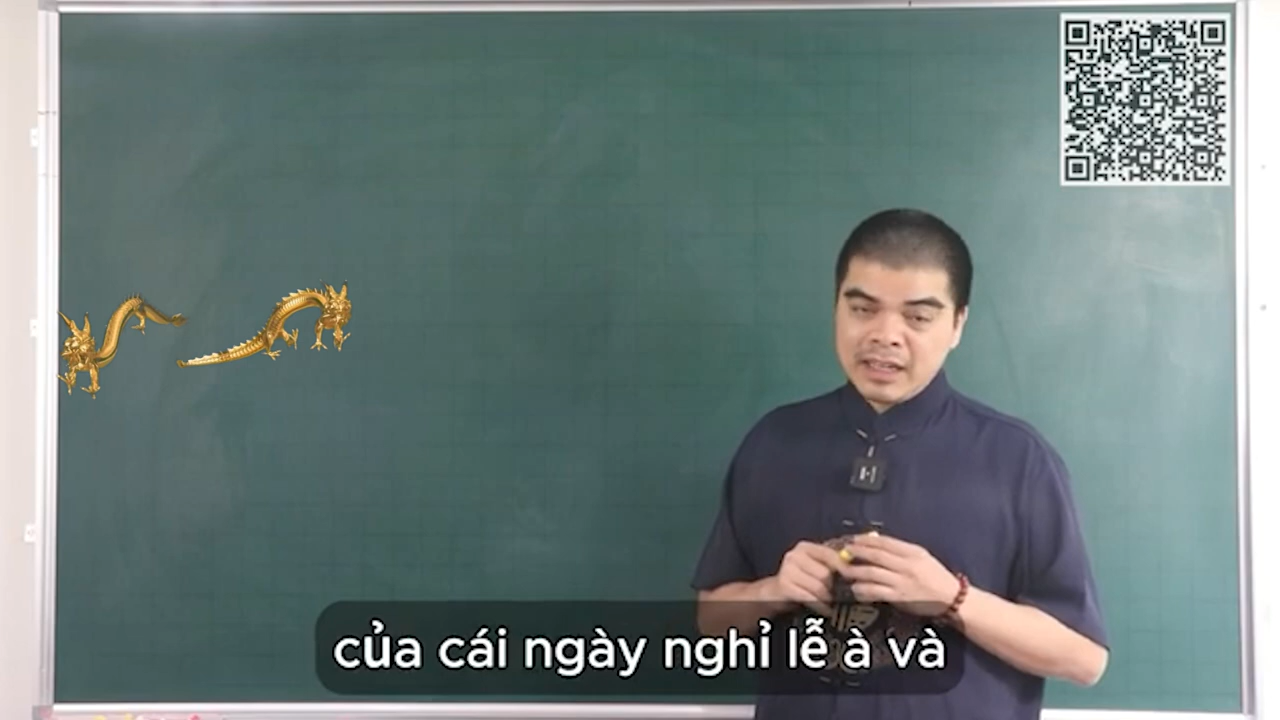 của cái ngày nghỉ lễ à và